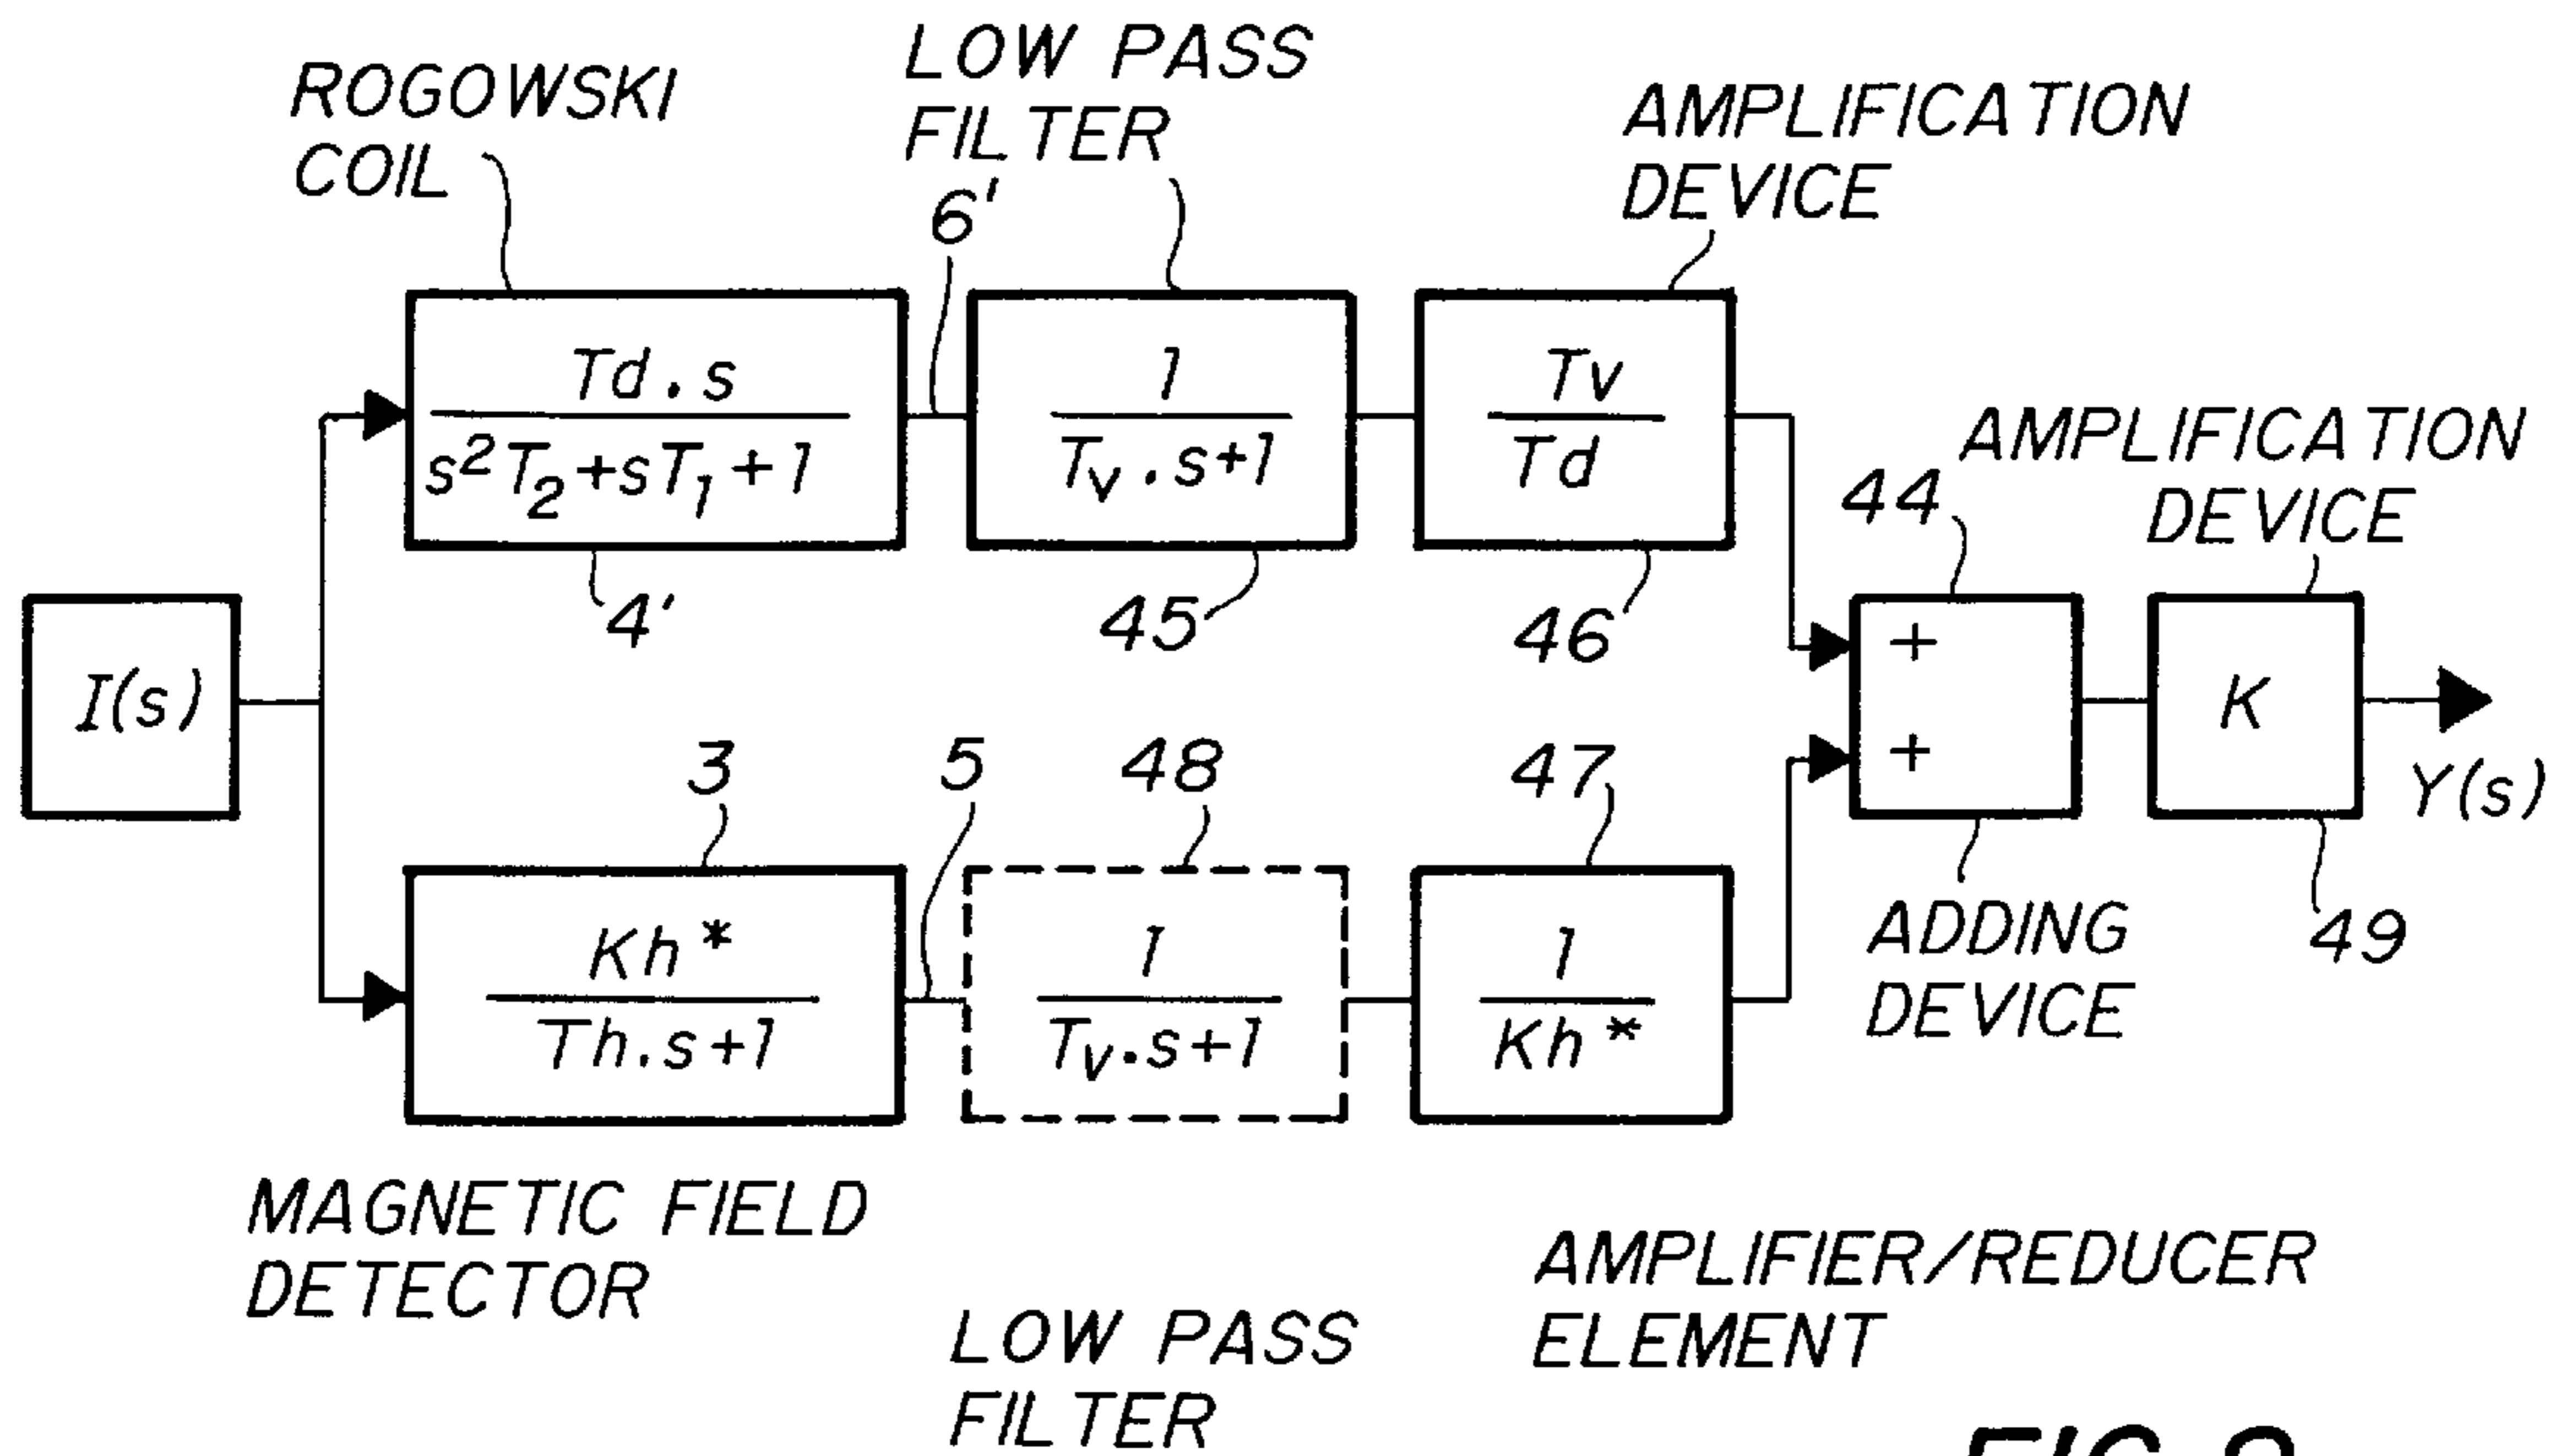 ROGOWSKI
COIL
LOW PASS
FILTER
6'
AMPLIFICATION
DEVICE
Td.s
s²T₂+sT₁+1
4'
1
Tv.s+1
45
Tv
Td
46
AMPLIFICATION
DEVICE
44
I(s)
+
+
K
Y(s)
49
ADDING
DEVICE
3
5
48
47
Kh*
Th.s+1
1
Tv.s+1
1
Kh*
MAGNETIC FIELD
DETECTOR
LOW PASS
FILTER
AMPLIFIER/REDUCER
ELEMENT